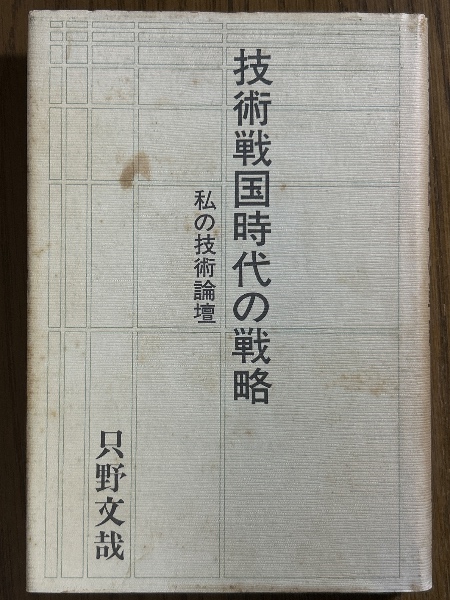 技術戦国時代の戦略
私の技術論壇
只野文哉